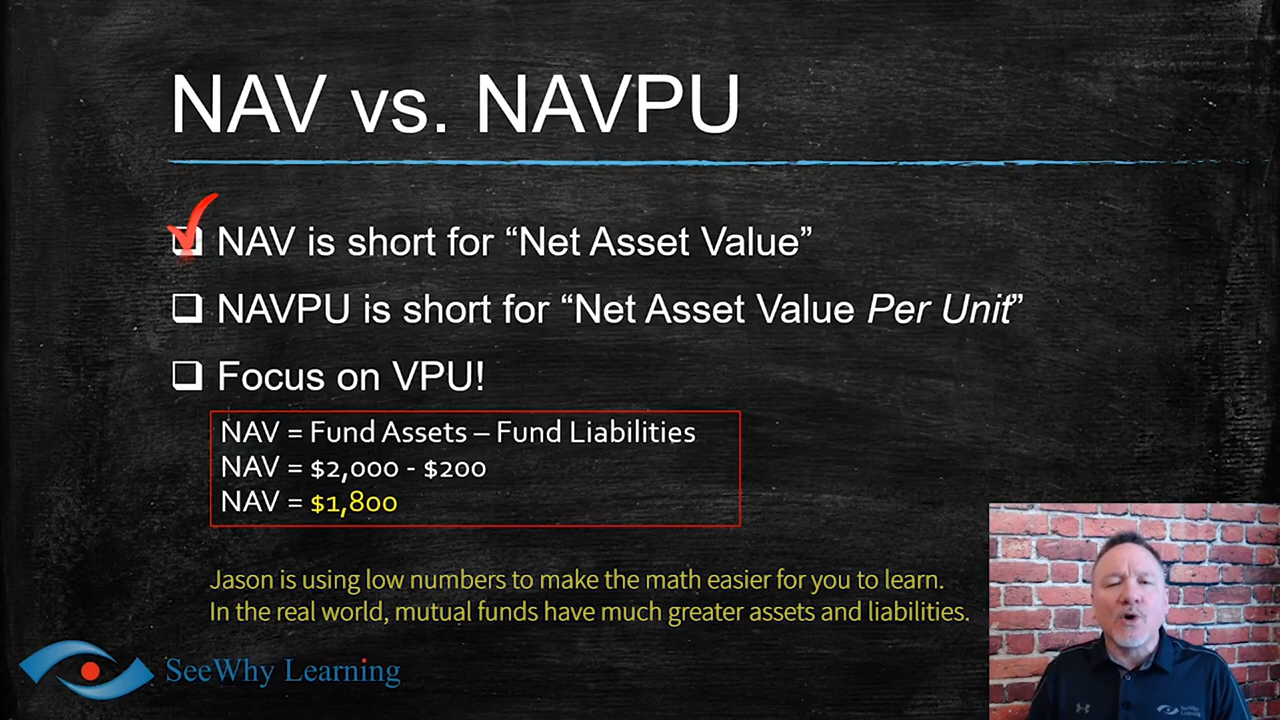 NAV vs. NAVPU
NAV is short for “Net Asset Value”
NAVPU is short for “Net Asset Value Per Unit”
Focus on VPU!
NAV = Fund Assets – Fund Liabilities
NAV = $2,000 - $200
NAV = $1,800
Jason is using low numbers to make the math easier for you to learn.
In the real world, mutual funds have much greater assets and liabilities.
SeeWhy Learning
SeeWhy
Learning